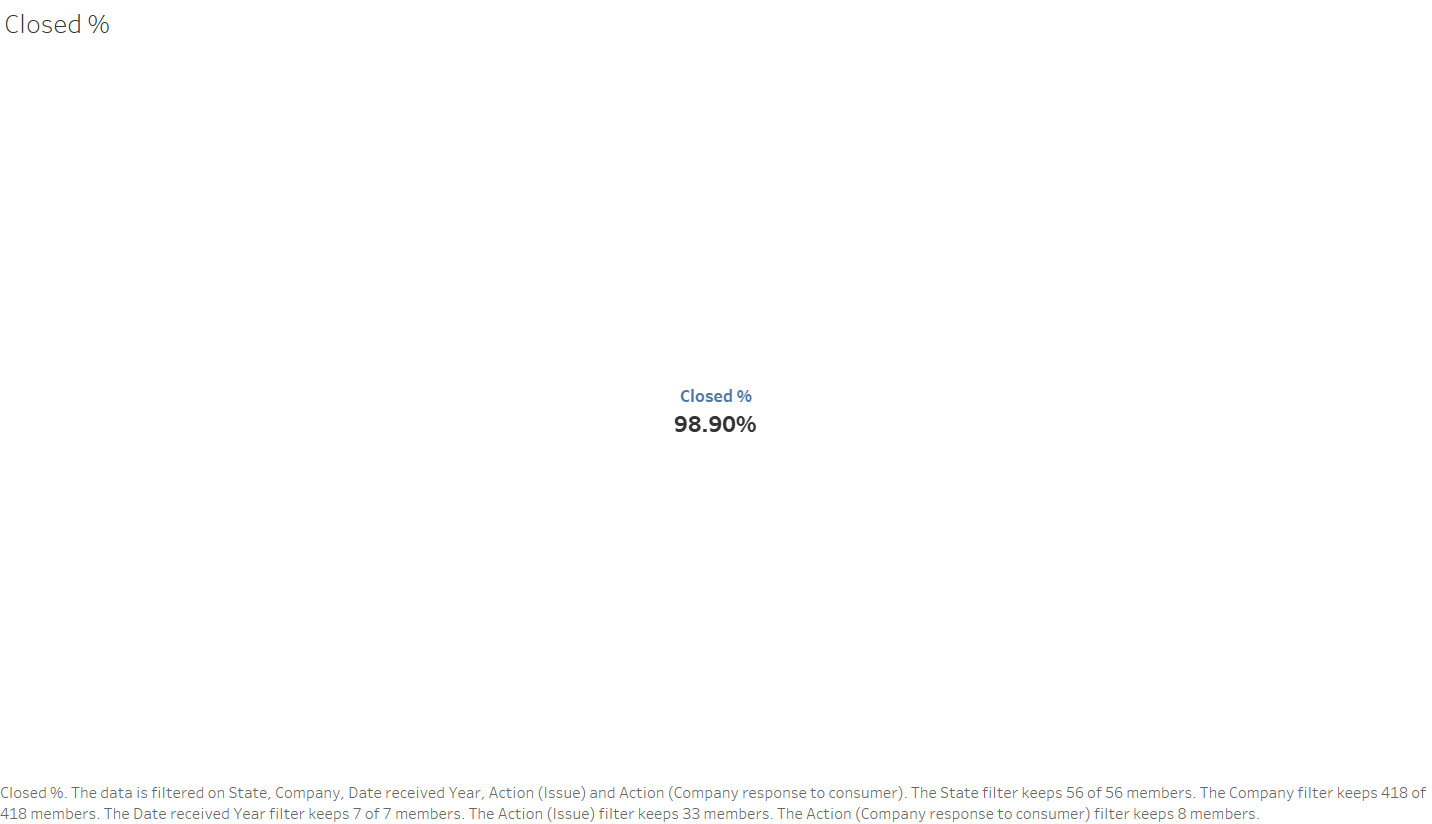 Closed %
Closed %
98.90%
Closed %. The data is filtered on State, Company, Date received Year, Action (Issue) and Action (Company response to consumer). The State filter keeps 56 of 56 members. The Company filter keeps 418 of
418 members. The Date received Year filter keeps 7 of 7 members. The Action (Issue) filter keeps 33 members. The Action (Company response to consumer) filter keeps 8 members.